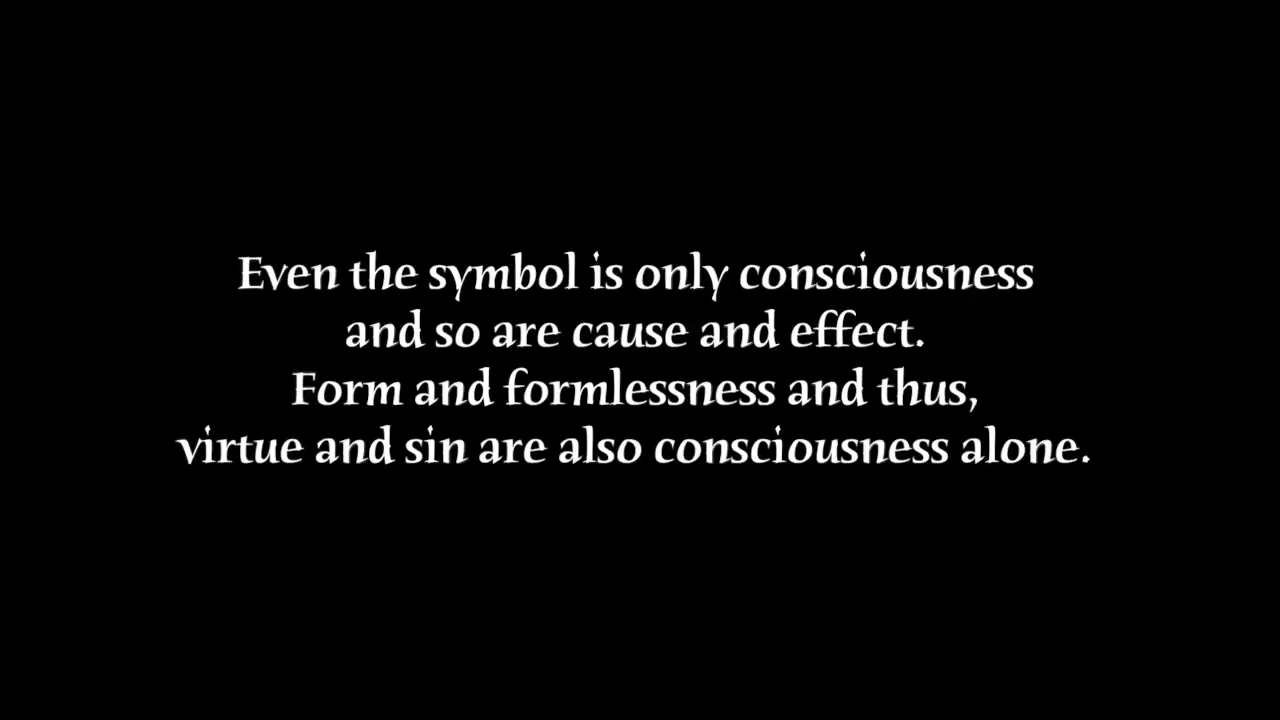 Even the symbol is only consciousness
and so are cause and effect.
Form and formlessness and thus,
virtue and sin are also consciousness alone.